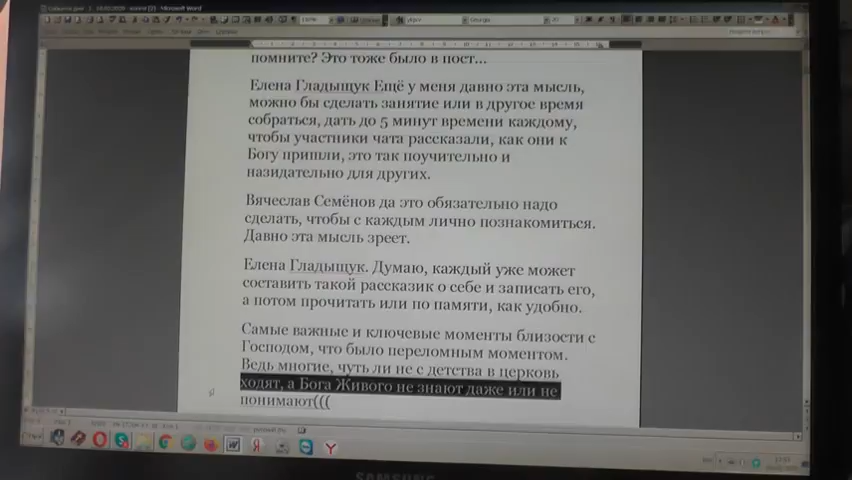 Microsoft Word
помните? Это тоже было в пост...
Елена Гладыщук Ещё у меня давно эта мысль,
можно бы сделать занятие или в другое время
собраться, дать до 5 минут времени каждому,
чтобы участники чата рассказали, как они к
Богу пришли, это так поучительно и
назидательно для других.
Вячеслав Семёнов да это обязательно надо
сделать, чтобы с каждым лично познакомиться.
Давно эта мысль зреет.
Елена Гладыщук. Думаю, каждый уже может
составить такой рассказик о себе и записать его,
а потом прочитать или по памяти, как удобно.
Самые важные и ключевые моменты близости с
Господом, что было переломным моментом.
Ведь многие, чуть ли не с детства в церковь
ходят, а Бога Живого не знают даже или не
понимают(((
SAMSUNG